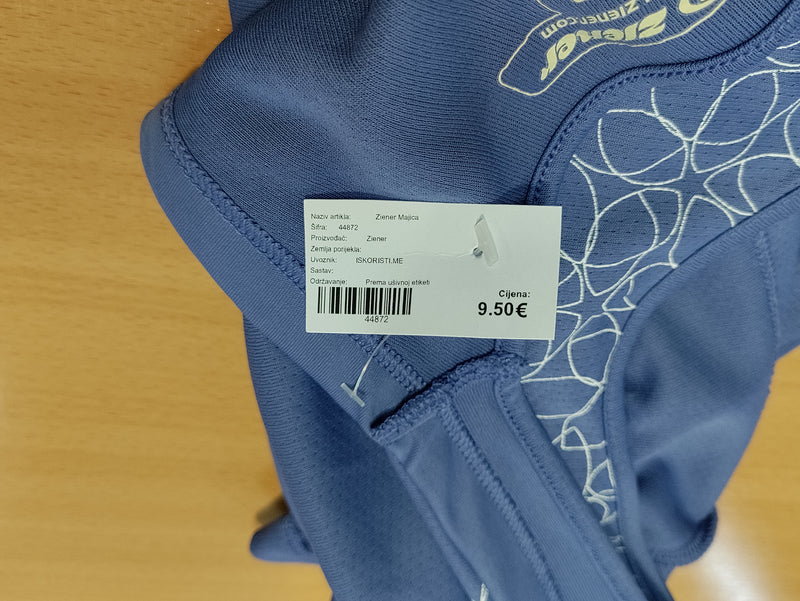 ziener
.ziener.com
Naziv artikla: Ziener Majica
Šifra: 44872
Proizvođač: Ziener
Zemlja porijekla:
Uvoznik: ISKORISTI.ME
Sastav:
Održavanje: Prema ušivnoj etiketi
44872
Cijena:
9.50€